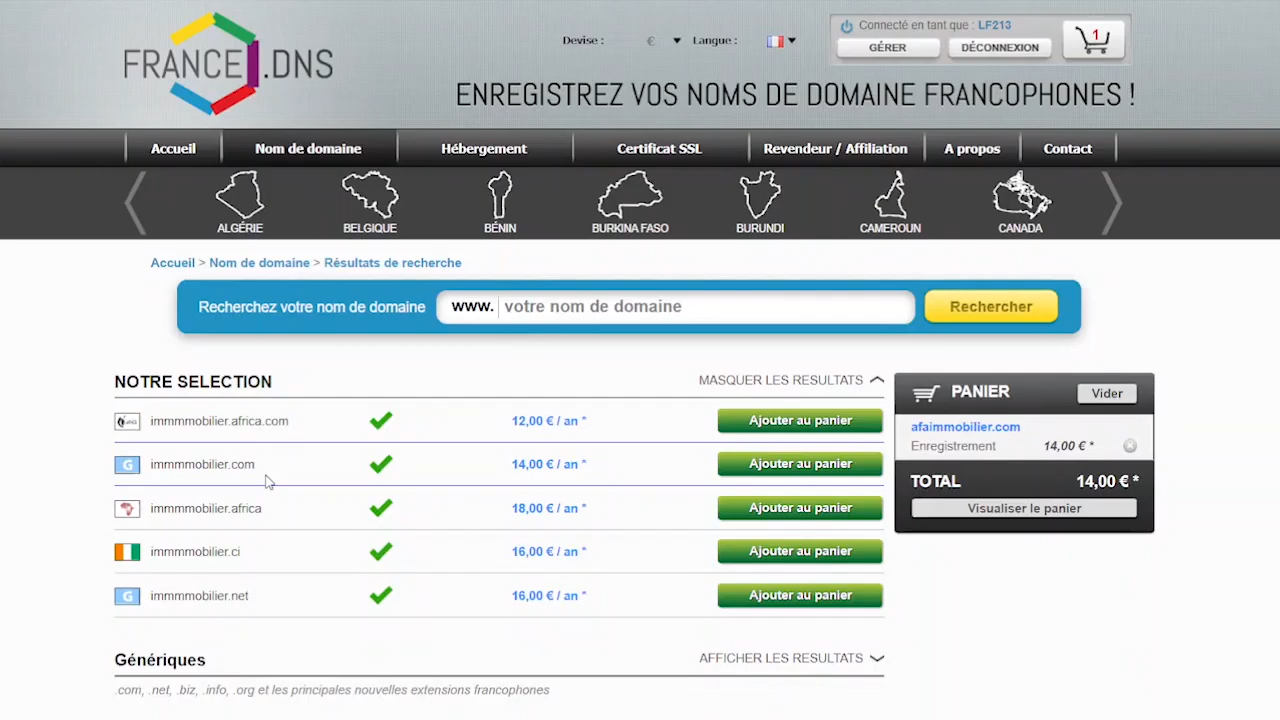 FRANCE .DNS
Devise : € Langue :
Connecté en tant que : LF213
GÉRER DÉCONNEXION 1
ENREGISTREZ VOS NOMS DE DOMAINE FRANCOPHONES !
Accueil Nom de domaine Hébergement Certificat SSL Revendeur / Affiliation A propos Contact
ALGÉRIE BELGIQUE BÉNIN BURKINA FASO BURUNDI CAMEROUN CANADA
Accueil > Nom de domaine > Résultats de recherche
Recherchez votre nom de domaine www. votre nom de domaine Rechercher
NOTRE SELECTION MASQUER LES RESULTATS
immmmobilier.africa.com 12,00 € / an * Ajouter au panier
G immmmobilier.com 14,00 € / an * Ajouter au panier
immmmobilier.africa 18,00 € / an * Ajouter au panier
immmmobilier.ci 16,00 € / an * Ajouter au panier
G immmmobilier.net 16,00 € / an * Ajouter au panier
PANIER Vider
afaimmobilier.com
Enregistrement 14,00 € *
TOTAL 14,00 € *
Visualiser le panier
Génériques AFFICHER LES RESULTATS
.com, .net, .biz, .info, .org et les principales nouvelles extensions francophones